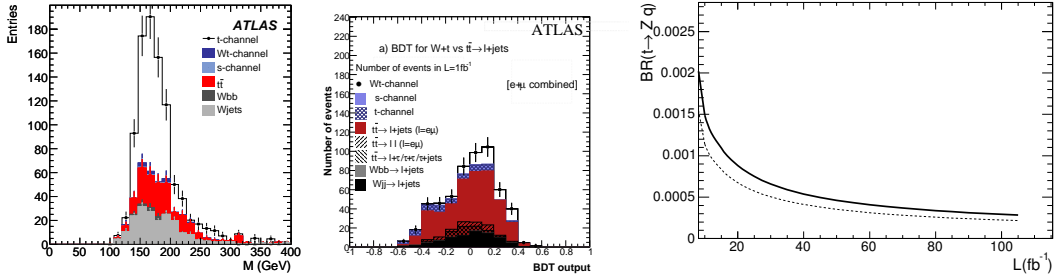 Entries
ATLAS
t-channel
Wt-channel
s-channel
tt̄
Wbb
Wjets
180
160
140
120
100
80
60
40
20
0
0 50 100 150 200 250 300 350 400
M (GeV)
Number of events
ATLAS
a) BDT for W+t vs tt̄→ l+jets
Number of events in L=1fb⁻¹
[e+μ combined]
Wt-channel
s-channel
t-channel
tt̄→ l+jets (l=eμ)
tt̄→ l l (l=eμ)
tt̄→ l+τ/τ+τ/τ+jets
Wbb→ l+jets
Wjj→ l+jets
240
220
200
180
160
140
120
100
80
60
40
20
0
-1 -0.8 -0.6 -0.4 -0.2 0 0.2 0.4 0.6 0.8 1
BDT output
BR(t→ Z q)
0.002
0.0015
0.001
0.0005
0
20 40 60 80 100
L(fb⁻¹)